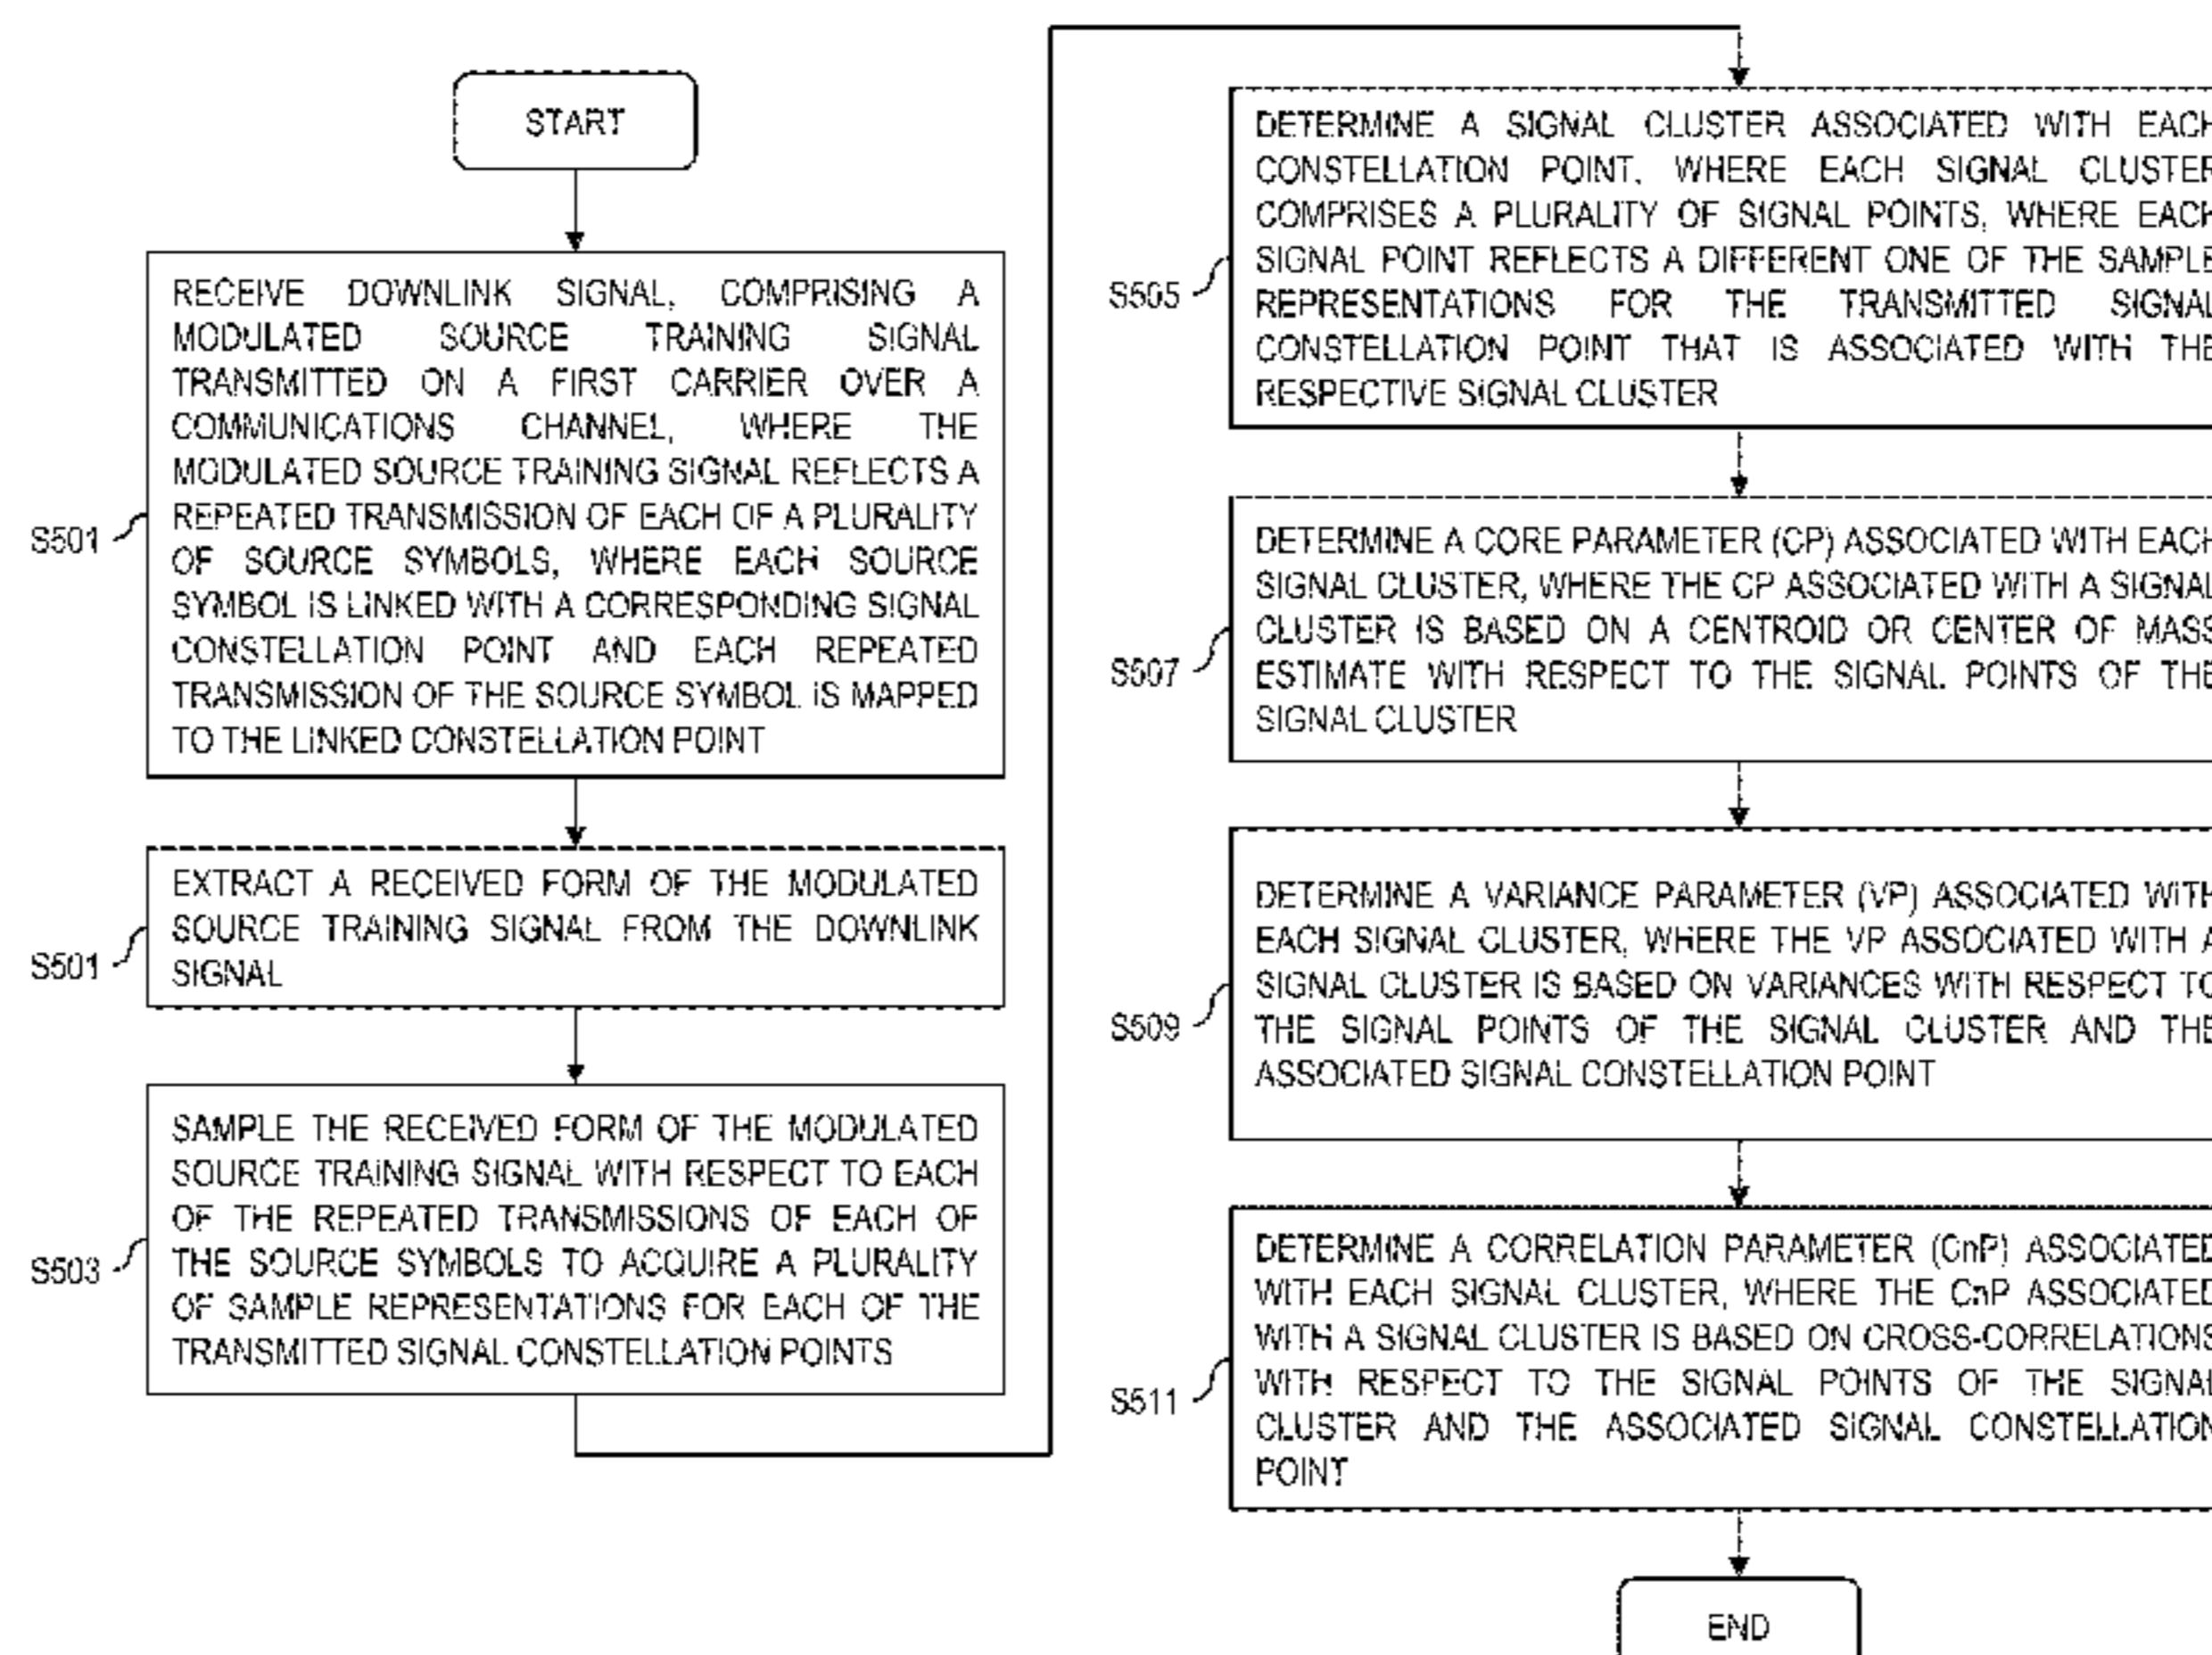 START
RECEIVE DOWNLINK SIGNAL, COMPRISING A
MODULATED SOURCE TRAINING SIGNAL
TRANSMITTED ON A FIRST CARRIER OVER A
COMMUNICATIONS CHANNEL, WHERE THE
MODULATED SOURCE TRAINING SIGNAL REFLECTS A
REPEATED TRANSMISSION OF EACH OF A PLURALITY
OF SOURCE SYMBOLS, WHERE EACH SOURCE
SYMBOL IS LINKED WITH A CORRESPONDING SIGNAL
CONSTELLATION POINT AND EACH REPEATED
TRANSMISSION OF THE SOURCE SYMBOL IS MAPPED
TO THE LINKED CONSTELLATION POINT
S501
EXTRACT A RECEIVED FORM OF THE MODULATED
SOURCE TRAINING SIGNAL FROM THE DOWNLINK
SIGNAL
S501
SAMPLE THE RECEIVED FORM OF THE MODULATED
SOURCE TRAINING SIGNAL WITH RESPECT TO EACH
OF THE REPEATED TRANSMISSIONS OF EACH OF
THE SOURCE SYMBOLS TO ACQUIRE A PLURALITY
OF SAMPLE REPRESENTATIONS FOR EACH OF THE
TRANSMITTED SIGNAL CONSTELLATION POINTS
S503
DETERMINE A SIGNAL CLUSTER ASSOCIATED WITH EACH
CONSTELLATION POINT, WHERE EACH SIGNAL CLUSTER
COMPRISES A PLURALITY OF SIGNAL POINTS, WHERE EACH
SIGNAL POINT REFLECTS A DIFFERENT ONE OF THE SAMPLE
REPRESENTATIONS FOR THE TRANSMITTED SIGNAL
CONSTELLATION POINT THAT IS ASSOCIATED WITH THE
RESPECTIVE SIGNAL CLUSTER
S505
DETERMINE A CORE PARAMETER (CP) ASSOCIATED WITH EACH
SIGNAL CLUSTER, WHERE THE CP ASSOCIATED WITH A SIGNAL
CLUSTER IS BASED ON A CENTROID OR CENTER OF MASS
ESTIMATE WITH RESPECT TO THE SIGNAL POINTS OF THE
SIGNAL CLUSTER
S507
DETERMINE A VARIANCE PARAMETER (VP) ASSOCIATED WITH
EACH SIGNAL CLUSTER, WHERE THE VP ASSOCIATED WITH A
SIGNAL CLUSTER IS BASED ON VARIANCES WITH RESPECT TO
THE SIGNAL POINTS OF THE SIGNAL CLUSTER AND THE
ASSOCIATED SIGNAL CONSTELLATION POINT
S509
DETERMINE A CORRELATION PARAMETER (CnP) ASSOCIATED
WITH EACH SIGNAL CLUSTER, WHERE THE CnP ASSOCIATED
WITH A SIGNAL CLUSTER IS BASED ON CROSS-CORRELATIONS
WITH RESPECT TO THE SIGNAL POINTS OF THE SIGNAL
CLUSTER AND THE ASSOCIATED SIGNAL CONSTELLATION
POINT
S511
END